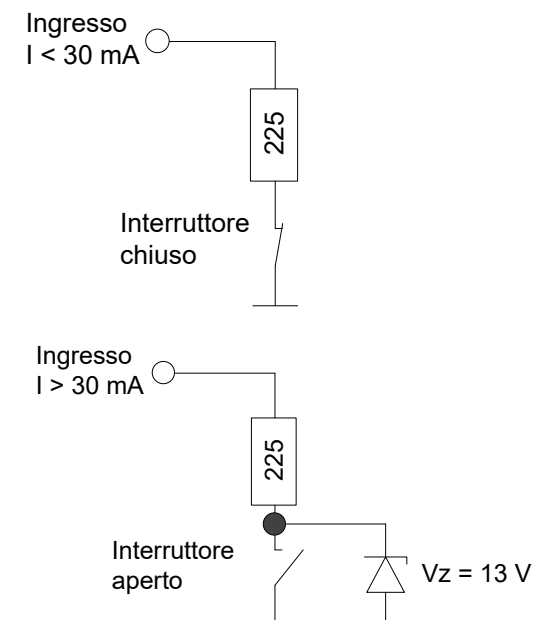 Ingresso
I < 30 mA
225
Interruttore
chiuso
Ingresso
I > 30 mA
225
Interruttore
aperto
Vz = 13 V